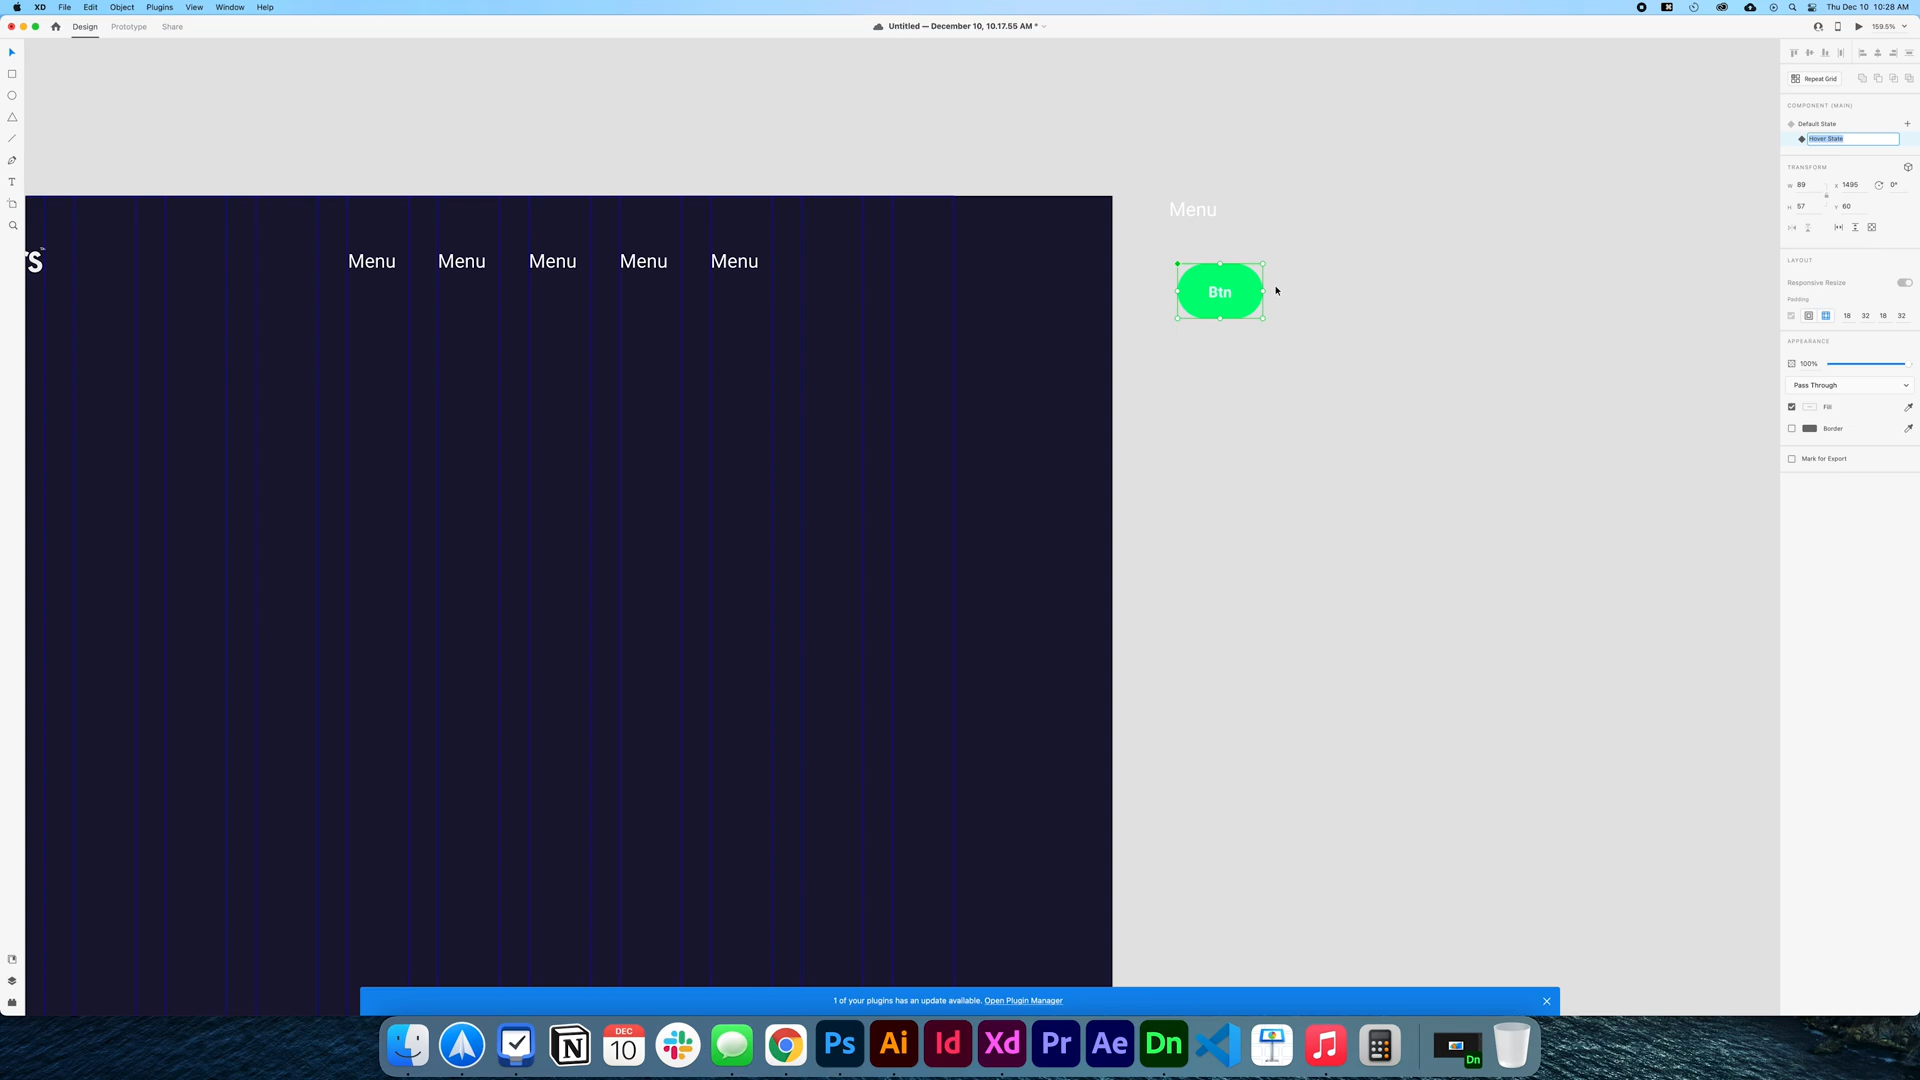 XD File Edit Object Plugins View Window Help
Thu Dec 10 10:28 AM
Design Prototype Share
Untitled — December 10, 10.17.55 AM *
159.5%
Repeat Grid
COMPONENT (MAIN)
Default State
Hover State
TRANSFORM
W 89 X 1495 0°
H 57 Y 60
LAYOUT
Responsive Resize
Padding
18 32 18 32
APPEARANCE
100%
Pass Through
Fill
Border
Mark for Export
Menu
rs™
Menu Menu Menu Menu Menu
Btn
1 of your plugins has an update available. Open Plugin Manager
DEC
10
Ps Ai Id Xd Pr Ae Dn
Dn